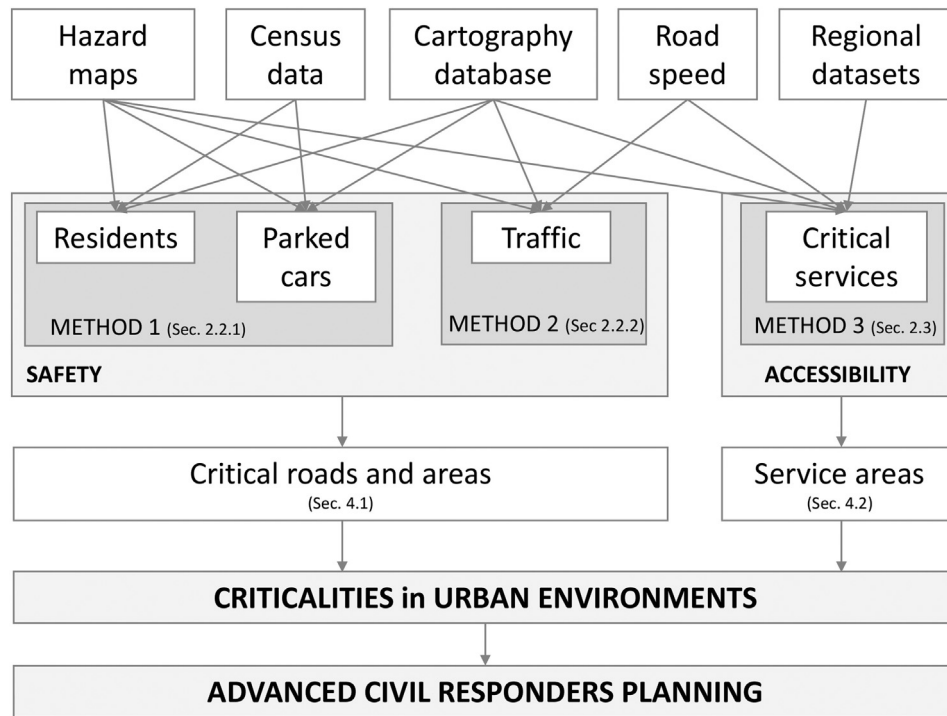 Hazard
maps
Census
data
Cartography
database
Road
speed
Regional
datasets
Residents
Parked
cars
METHOD 1 (Sec. 2.2.1)
Traffic
METHOD 2 (Sec 2.2.2)
SAFETY
Critical
services
METHOD 3 (Sec. 2.3)
ACCESSIBILITY
Critical roads and areas
(Sec. 4.1)
Service areas
(Sec. 4.2)
CRITICALITIES in URBAN ENVIRONMENTS
ADVANCED CIVIL RESPONDERS PLANNING